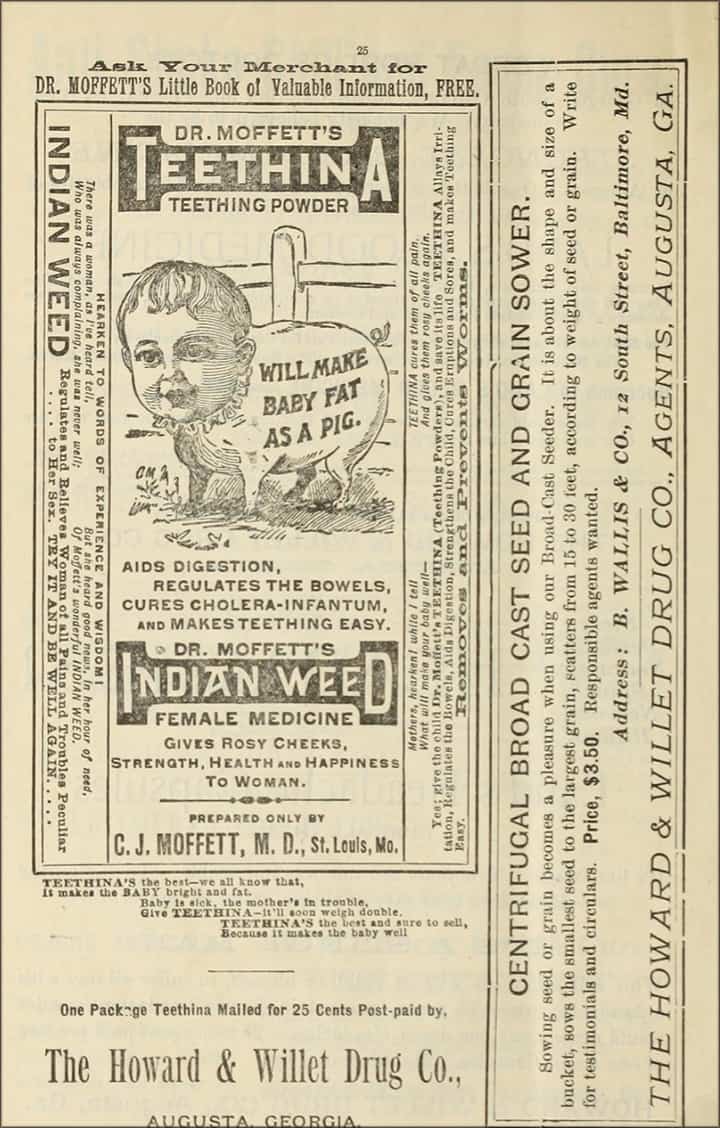 25
Ask Your Merchant for
DR. MOFFETT'S Little Book of Valuable Information, FREE.
INDIAN WEED
HEARKEN TO WORDS OF EXPERIENCE AND WISDOM!
There was a woman, as I've heard tell,
Who was always complaining, she was never well;
But she heard good news, in her hour of need,
Of Moffett's wonderful INDIAN WEED.
Regulates and Relieves Woman of all Pains and Troubles Peculiar
.... to Her Sex. TRY IT AND BE WELL AGAIN.....
DR. MOFFETT'S
TEETHINA
TEETHING POWDER
WILL MAKE
BABY FAT
AS A PIG.
AIDS DIGESTION,
REGULATES THE BOWELS,
CURES CHOLERA-INFANTUM,
AND MAKES TEETHING EASY.
DR. MOFFETT'S
INDIAN WEED
FEMALE MEDICINE
GIVES ROSY CHEEKS,
STRENGTH, HEALTH AND HAPPINESS
TO WOMAN.
PREPARED ONLY BY
C. J. MOFFETT, M. D., St. Louis, Mo.
Mothers, hearken! while I tell
What will make your baby well—
TEETHINA cures them of all pain,
And gives them rosy cheeks again.
Yes; give the child Dr. Moffett's TEETHINA (Teething Powders), and save its life. TEETHINA Allays Irri-
tation, Regulates the Bowels, Aids Digestion, Strengthens the Child, Cures Eruptions and Sores, and makes Teething
Easy. Removes and Prevents Worms.
TEETHINA'S the best—we all know that,
It makes the BABY bright and fat.
Baby is sick, the mother's in trouble,
Give TEETHINA—it'll soon weigh double.
TEETHINA'S the best and sure to sell,
Because it makes the baby well
One Package Teethina Mailed for 25 Cents Post-paid by,
The Howard & Willet Drug Co.,
AUGUSTA, GEORGIA.
CENTRIFUGAL BROAD CAST SEED AND GRAIN SOWER.
Sowing seed or grain becomes a pleasure when using our Broad-Cast Seeder. It is about the shape and size of a
bucket, sows the smallest seed to the largest grain, scatters from 15 to 30 feet, according to weight of seed or grain. Write
for testimonials and circulars. Price, $3.50. Responsible agents wanted.
Address: B. WALLIS & CO., 12 South Street, Baltimore, Md.
THE HOWARD & WILLET DRUG CO., AGENTS, AUGUSTA, GA.